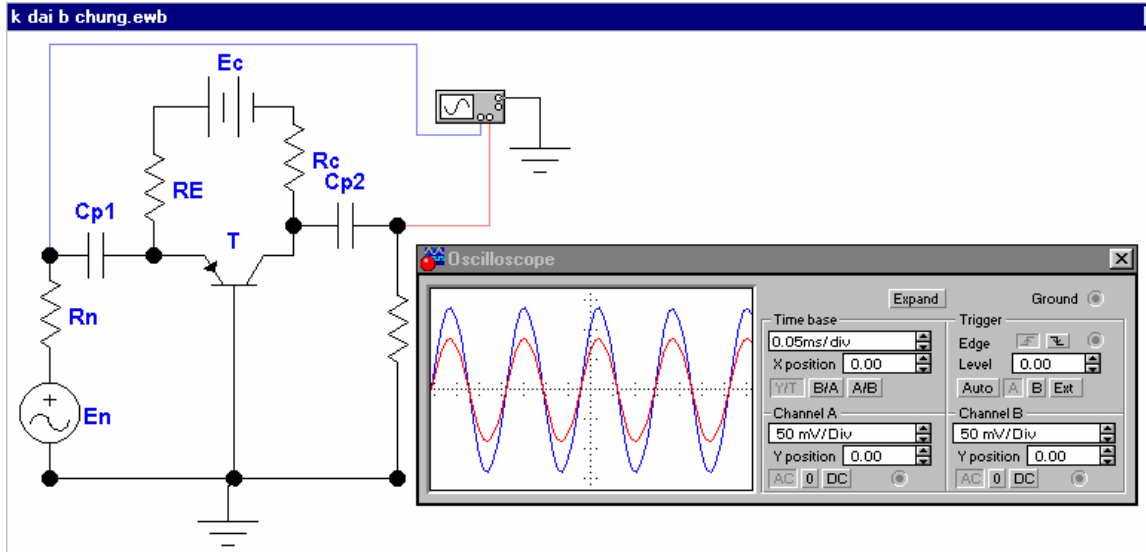 k dai b chung.ewb
Ec
RE
Rc
Cp2
Cp1
T
Rn
En
Oscilloscope
Expand
Ground
Time base
0.05ms/div
X position 0.00
Y/T B/A A/B
Trigger
Edge
Level 0.00
Auto A B Ext
Channel A
50 mV/Div
Y position 0.00
AC 0 DC
Channel B
50 mV/Div
Y position 0.00
AC 0 DC